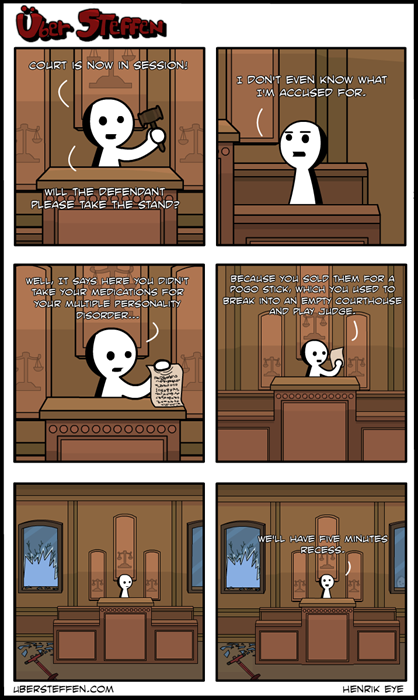 Über Steffen
COURT IS NOW IN SESSION!
WILL THE DEFENDANT
PLEASE TAKE THE STAND?
I DON'T EVEN KNOW WHAT
I'M ACCUSED FOR.
WELL, IT SAYS HERE YOU DIDN'T
TAKE YOUR MEDICATIONS FOR
YOUR MULTIPLE PERSONALITY
DISORDER...
BECAUSE YOU SOLD THEM FOR A
POGO STICK, WHICH YOU USED TO
BREAK INTO AN EMPTY COURTHOUSE
AND PLAY JUDGE.
WE'LL HAVE FIVE MINUTES
RECESS.
UBERSTEFFEN.COM
HENRIK EYE